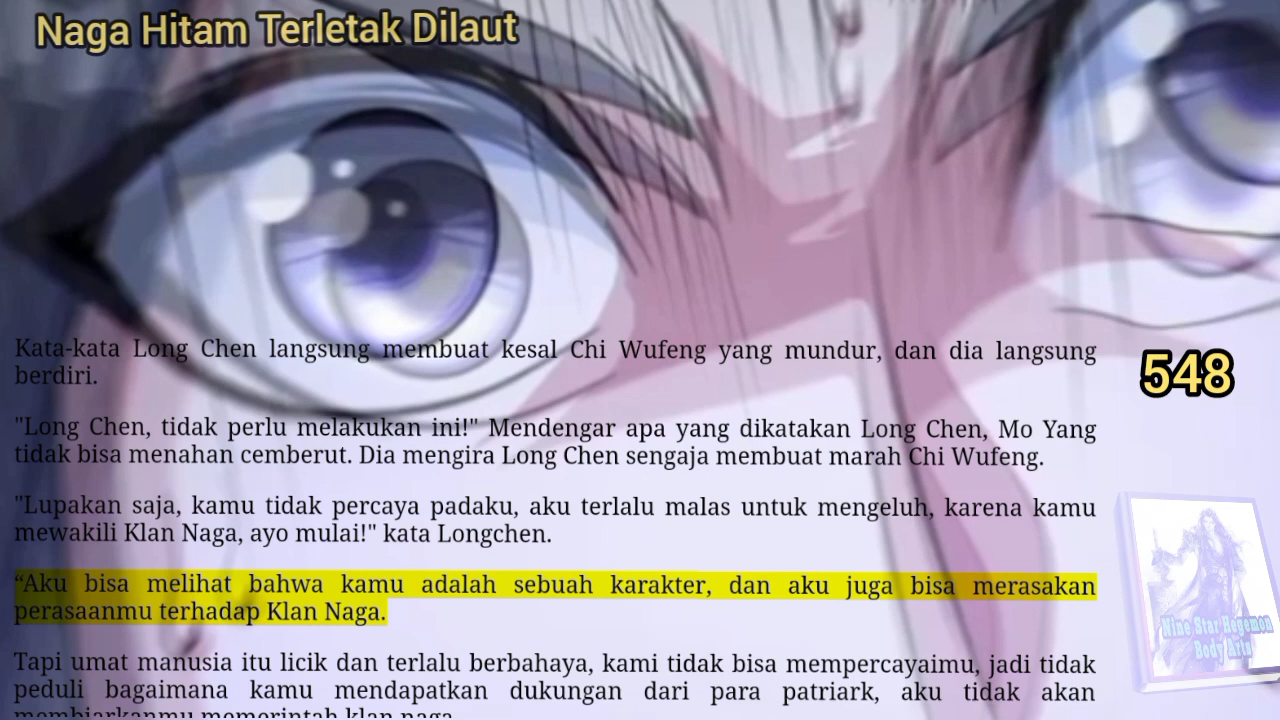 Naga Hitam Terletak Dilaut
Kata-kata Long Chen langsung membuat kesal Chi Wufeng yang mundur, dan dia langsung
berdiri.
"Long Chen, tidak perlu melakukan ini!" Mendengar apa yang dikatakan Long Chen, Mo Yang
tidak bisa menahan cemberut. Dia mengira Long Chen sengaja membuat marah Chi Wufeng.
"Lupakan saja, kamu tidak percaya padaku, aku terlalu malas untuk mengeluh, karena kamu
mewakili Klan Naga, ayo mulai!" kata Longchen.
“Aku bisa melihat bahwa kamu adalah sebuah karakter, dan aku juga bisa merasakan
perasaanmu terhadap Klan Naga.
Tapi umat manusia itu licik dan terlalu berbahaya, kami tidak bisa mempercayaimu, jadi tidak
peduli bagaimana kamu mendapatkan dukungan dari para patriark, aku tidak akan
membiarkanmu memerintah klan naga
548
Nine Star Hegemon
Body Arts